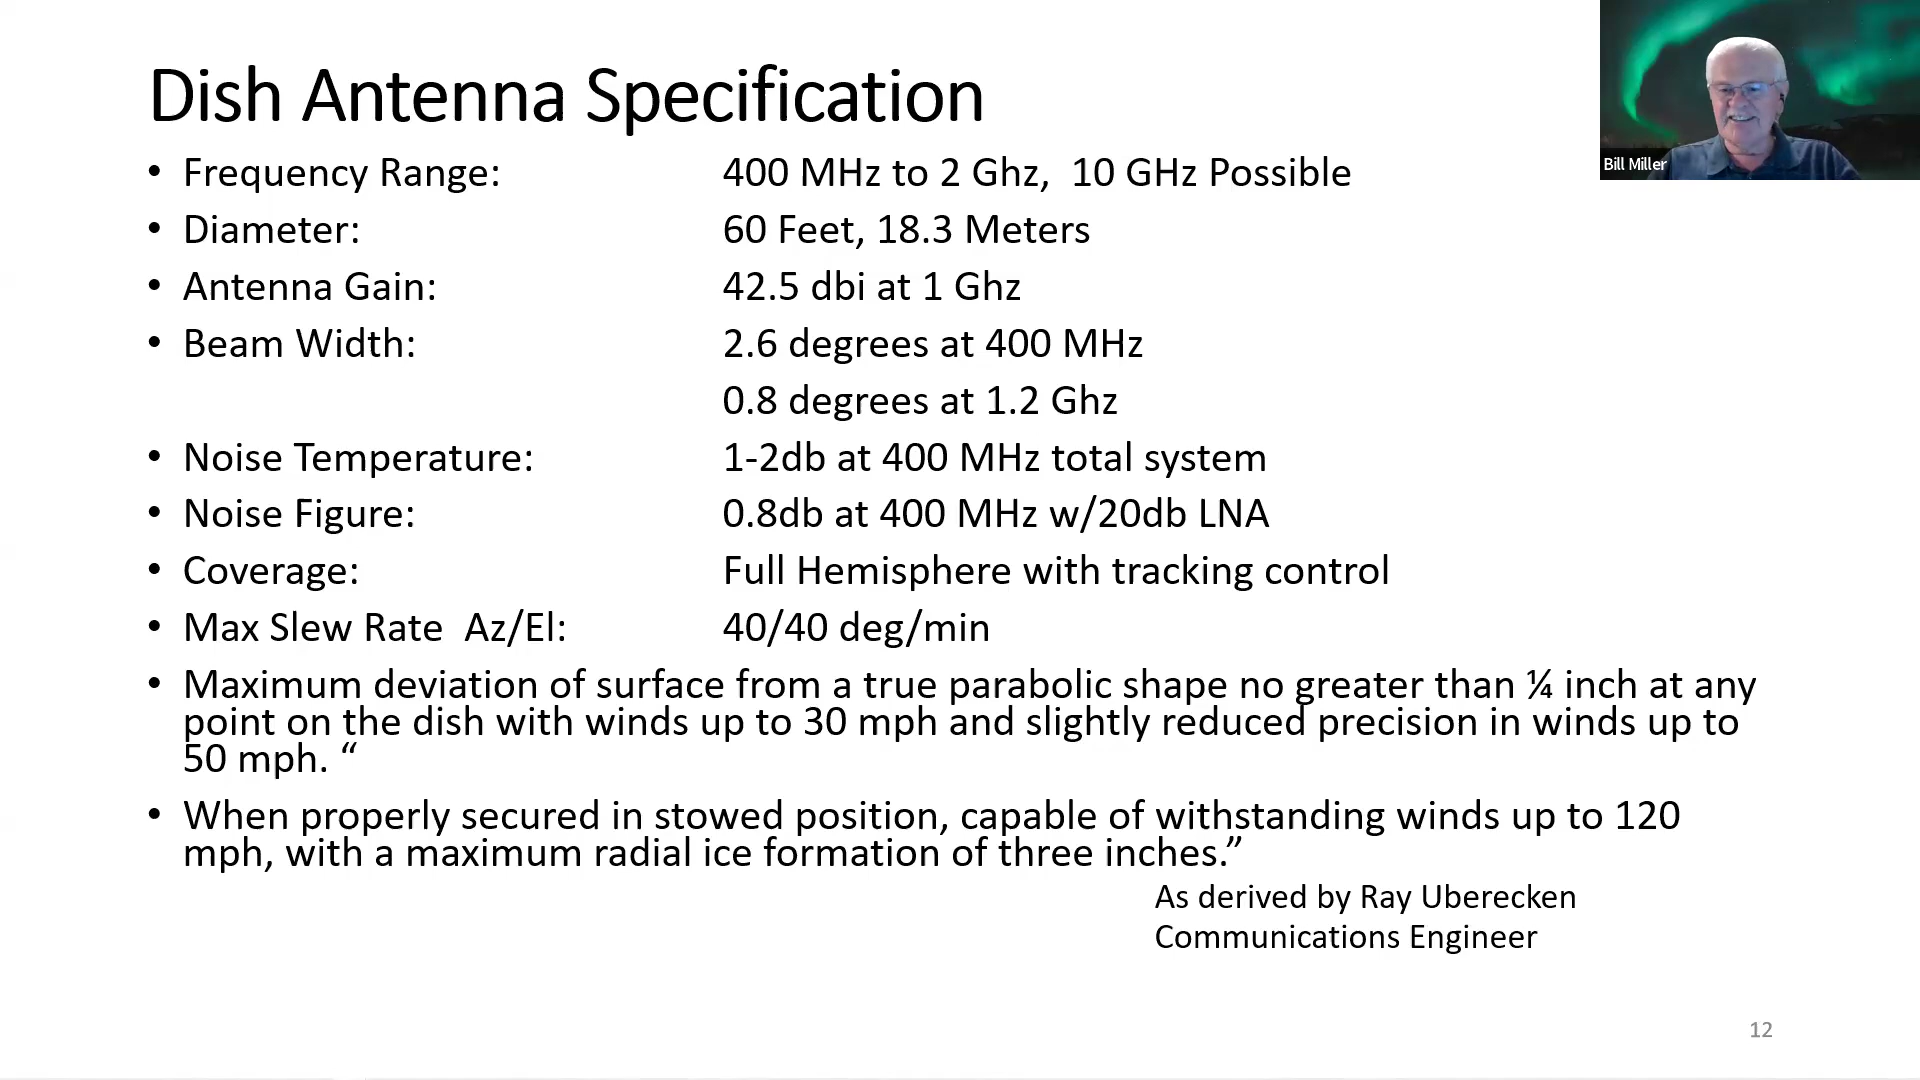 Dish Antenna Specification
Bill Miller
• Frequency Range: 400 MHz to 2 Ghz, 10 GHz Possible
• Diameter: 60 Feet, 18.3 Meters
• Antenna Gain: 42.5 dbi at 1 Ghz
• Beam Width: 2.6 degrees at 400 MHz
0.8 degrees at 1.2 Ghz
• Noise Temperature: 1-2db at 400 MHz total system
• Noise Figure: 0.8db at 400 MHz w/20db LNA
• Coverage: Full Hemisphere with tracking control
• Max Slew Rate Az/El: 40/40 deg/min
• Maximum deviation of surface from a true parabolic shape no greater than ¼ inch at any
point on the dish with winds up to 30 mph and slightly reduced precision in winds up to
50 mph. “
• When properly secured in stowed position, capable of withstanding winds up to 120
mph, with a maximum radial ice formation of three inches.”
As derived by Ray Uberecken
Communications Engineer
12